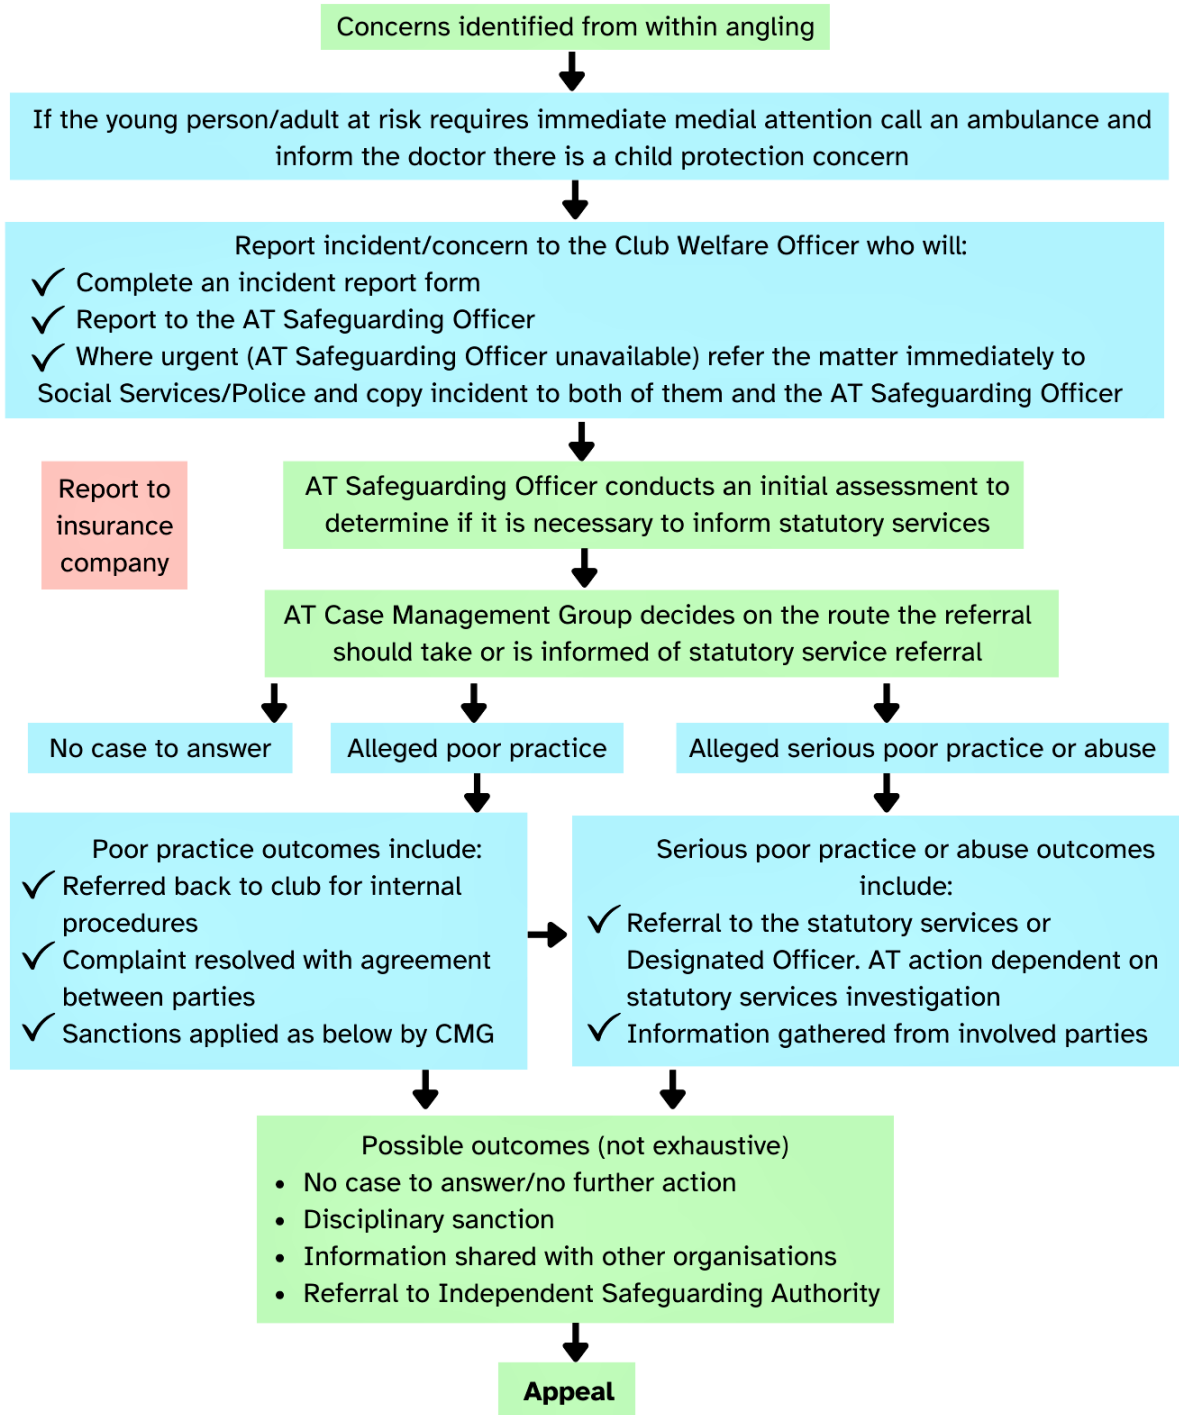 Concerns identified from within angling
If the young person/adult at risk requires immediate medial attention call an ambulance and
inform the doctor there is a child protection concern
Report incident/concern to the Club Welfare Officer who will:
✓ Complete an incident report form
✓ Report to the AT Safeguarding Officer
✓ Where urgent (AT Safeguarding Officer unavailable) refer the matter immediately to
Social Services/Police and copy incident to both of them and the AT Safeguarding Officer
Report to
insurance
company
AT Safeguarding Officer conducts an initial assessment to
determine if it is necessary to inform statutory services
AT Case Management Group decides on the route the referral
should take or is informed of statutory service referral
No case to answer
Alleged poor practice
Alleged serious poor practice or abuse
Poor practice outcomes include:
✓ Referred back to club for internal
procedures
✓ Complaint resolved with agreement
between parties
✓ Sanctions applied as below by CMG
Serious poor practice or abuse outcomes
include:
✓ Referral to the statutory services or
Designated Officer. AT action dependent on
statutory services investigation
✓ Information gathered from involved parties
Possible outcomes (not exhaustive)
• No case to answer/no further action
• Disciplinary sanction
• Information shared with other organisations
• Referral to Independent Safeguarding Authority
Appeal